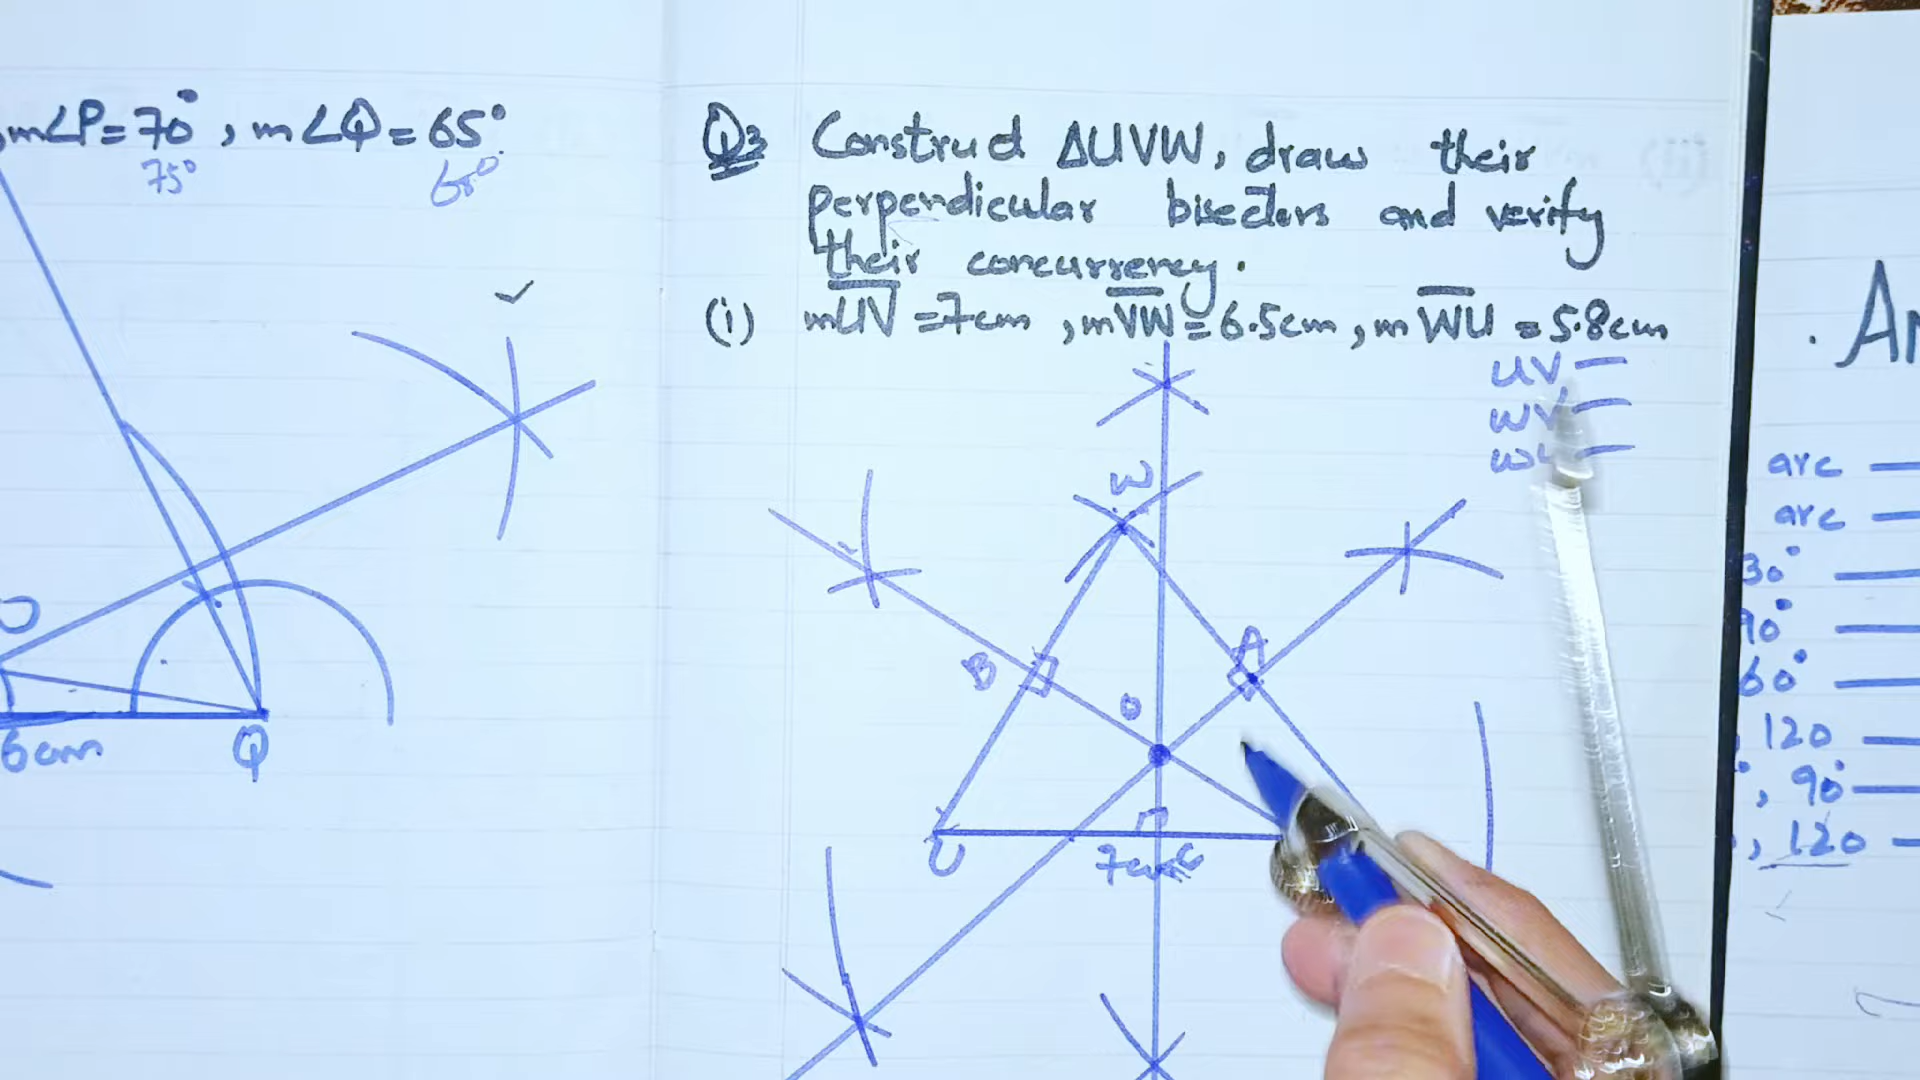 ,m∠P=70°, m∠Q=65°.
75° 60°
Q3 Construct ΔUVW, draw their
perpendicular bisectors and verify
their concurrency.
(i) mUV=7cm, mVW=6.5cm, mWU=5.8cm
UV
WV
W
W
B
A
O
U
7cm
C
6cm
Q
arc
arc
30°
90°
60°
, 120
°, 90°
, 120